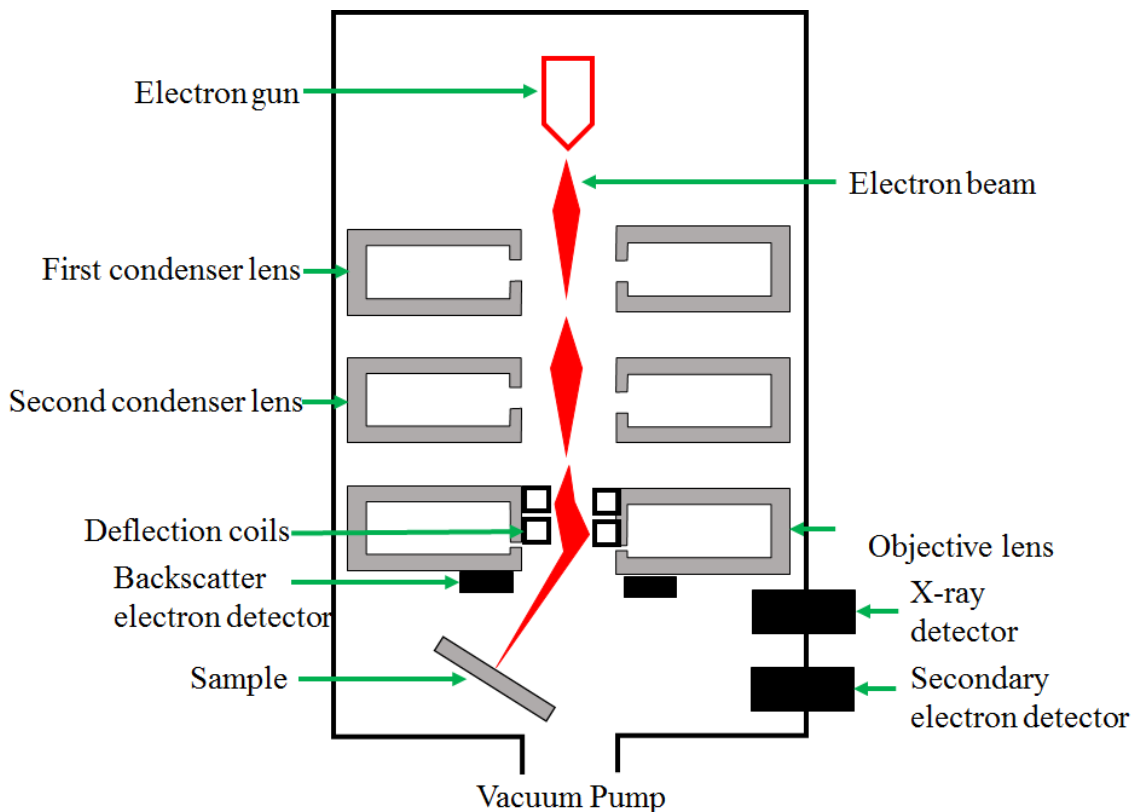 Electron gun
Electron beam
First condenser lens
Second condenser lens
Deflection coils
Objective lens
Backscatter
electron detector
X-ray
detector
Sample
Secondary
electron detector
Vacuum Pump